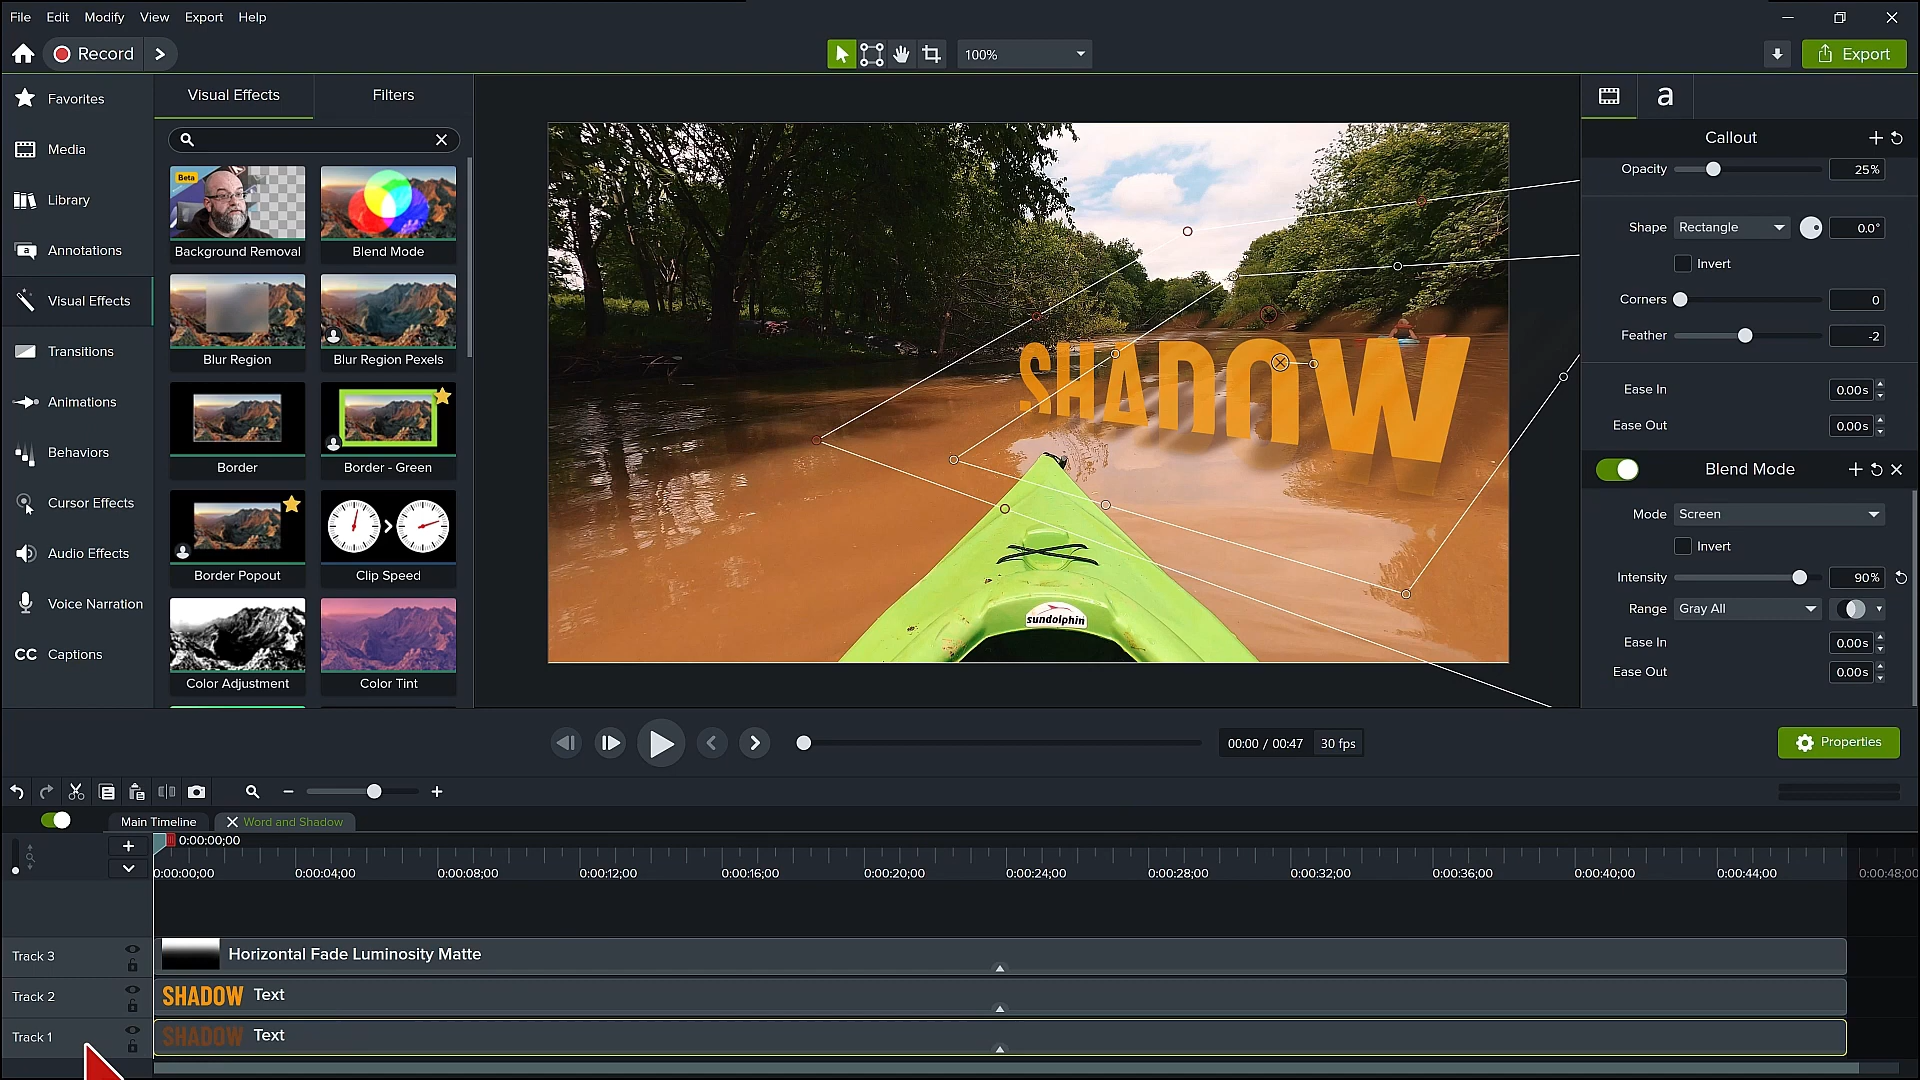 File Edit Modify View Export Help
Record
100%
Export
Favorites
Media
Library
Annotations
Visual Effects
Transitions
Animations
Behaviors
Cursor Effects
Audio Effects
Voice Narration
CC Captions
Visual Effects Filters
Beta
Background Removal
Blend Mode
Blur Region
Blur Region Pexels
Border
Border - Green
Border Popout
Clip Speed
Color Adjustment
Color Tint
SHADOW
sundolphin
a
Callout
Opacity 25%
Shape Rectangle 0.0°
Invert
Corners 0
Feather -2
Ease In 0.00s
Ease Out 0.00s
Blend Mode
Mode Screen
Invert
Intensity 90%
Range Gray All
Ease In 0.00s
Ease Out 0.00s
00:00 / 00:47 30 fps
Properties
Main Timeline Word and Shadow
0:00:00;00
0:00:00;00 0:00:04;00 0:00:08;00 0:00:12;00 0:00:16;00 0:00:20;00 0:00:24;00 0:00:28;00 0:00:32;00 0:00:36;00 0:00:40;00 0:00:44;00 0:00:48;00
Track 3 Horizontal Fade Luminosity Matte
Track 2 SHADOW Text
Track 1 SHADOW Text